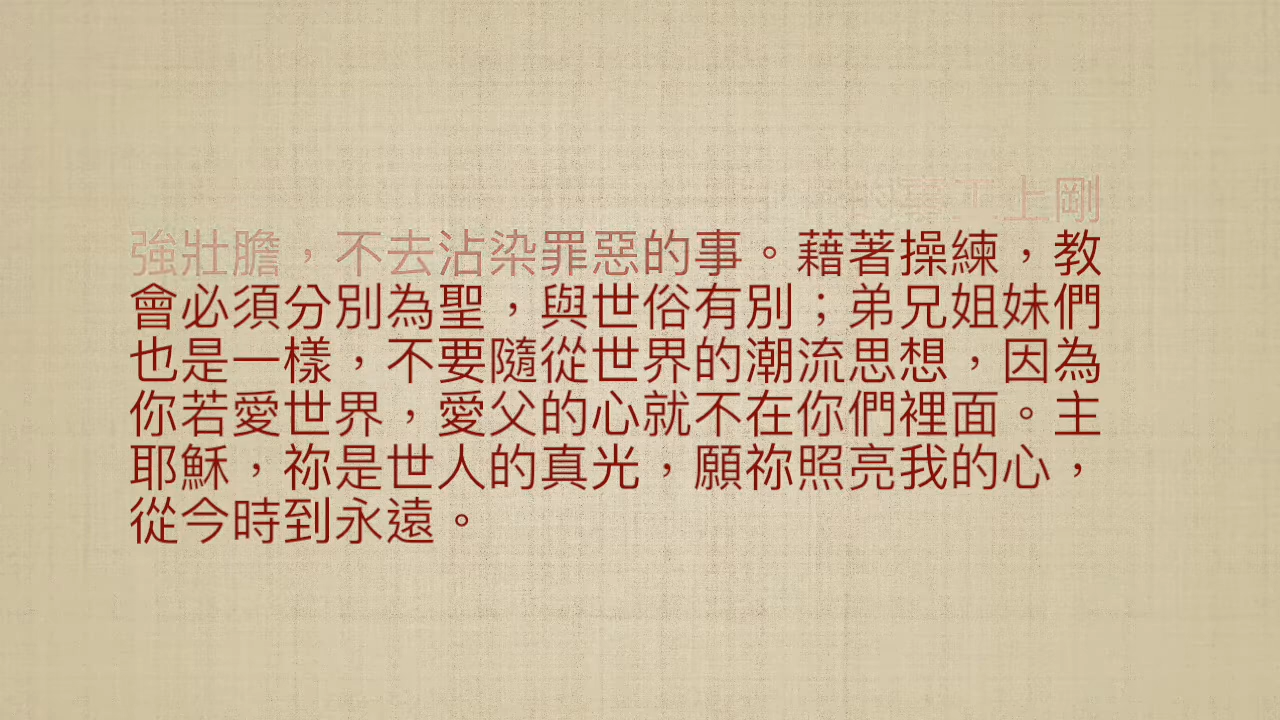 上剛
強壯膽，不去沾染罪惡的事。藉著操練，教
會必須分別為聖，與世俗有別；弟兄姐妹們
也是一樣，不要隨從世界的潮流思想，因為
你若愛世界，愛父的心就不在你們裡面。主
耶穌，祢是世人的真光，願祢照亮我的心，
從今時到永遠。